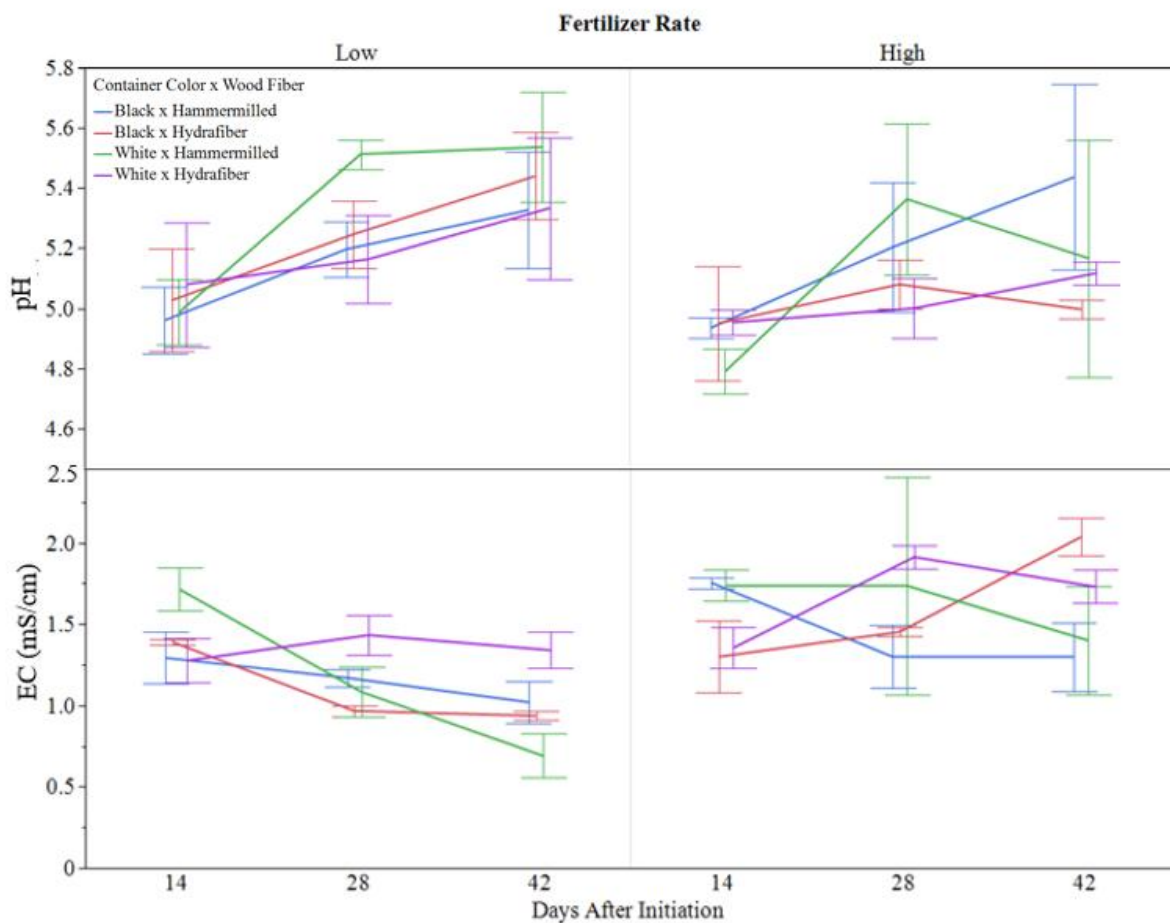 Fertilizer Rate
Low High
Container Color x Wood Fiber
Black x Hammermilled
Black x Hydrafiber
White x Hammermilled
White x Hydrafiber
pH
5.8
5.6
5.4
5.2
5.0
4.8
4.6
EC (mS/cm)
2.5
2.0
1.5
1.0
0.5
0
14 28 42 14 28 42
Days After Initiation